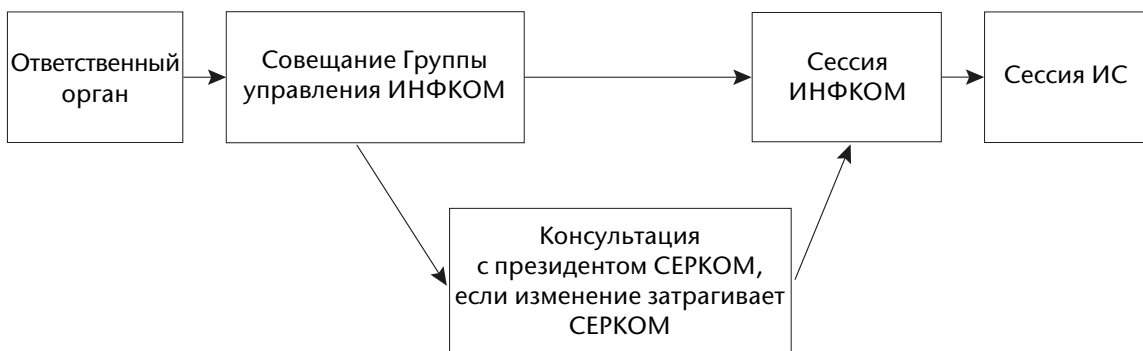 Ответственный
орган
Совещание Группы
управления ИНФКОМ
Сессия
ИНФКОМ
Сессия ИС
Консультация
с президентом СЕРКОМ,
если изменение затрагивает
СЕРКОМ